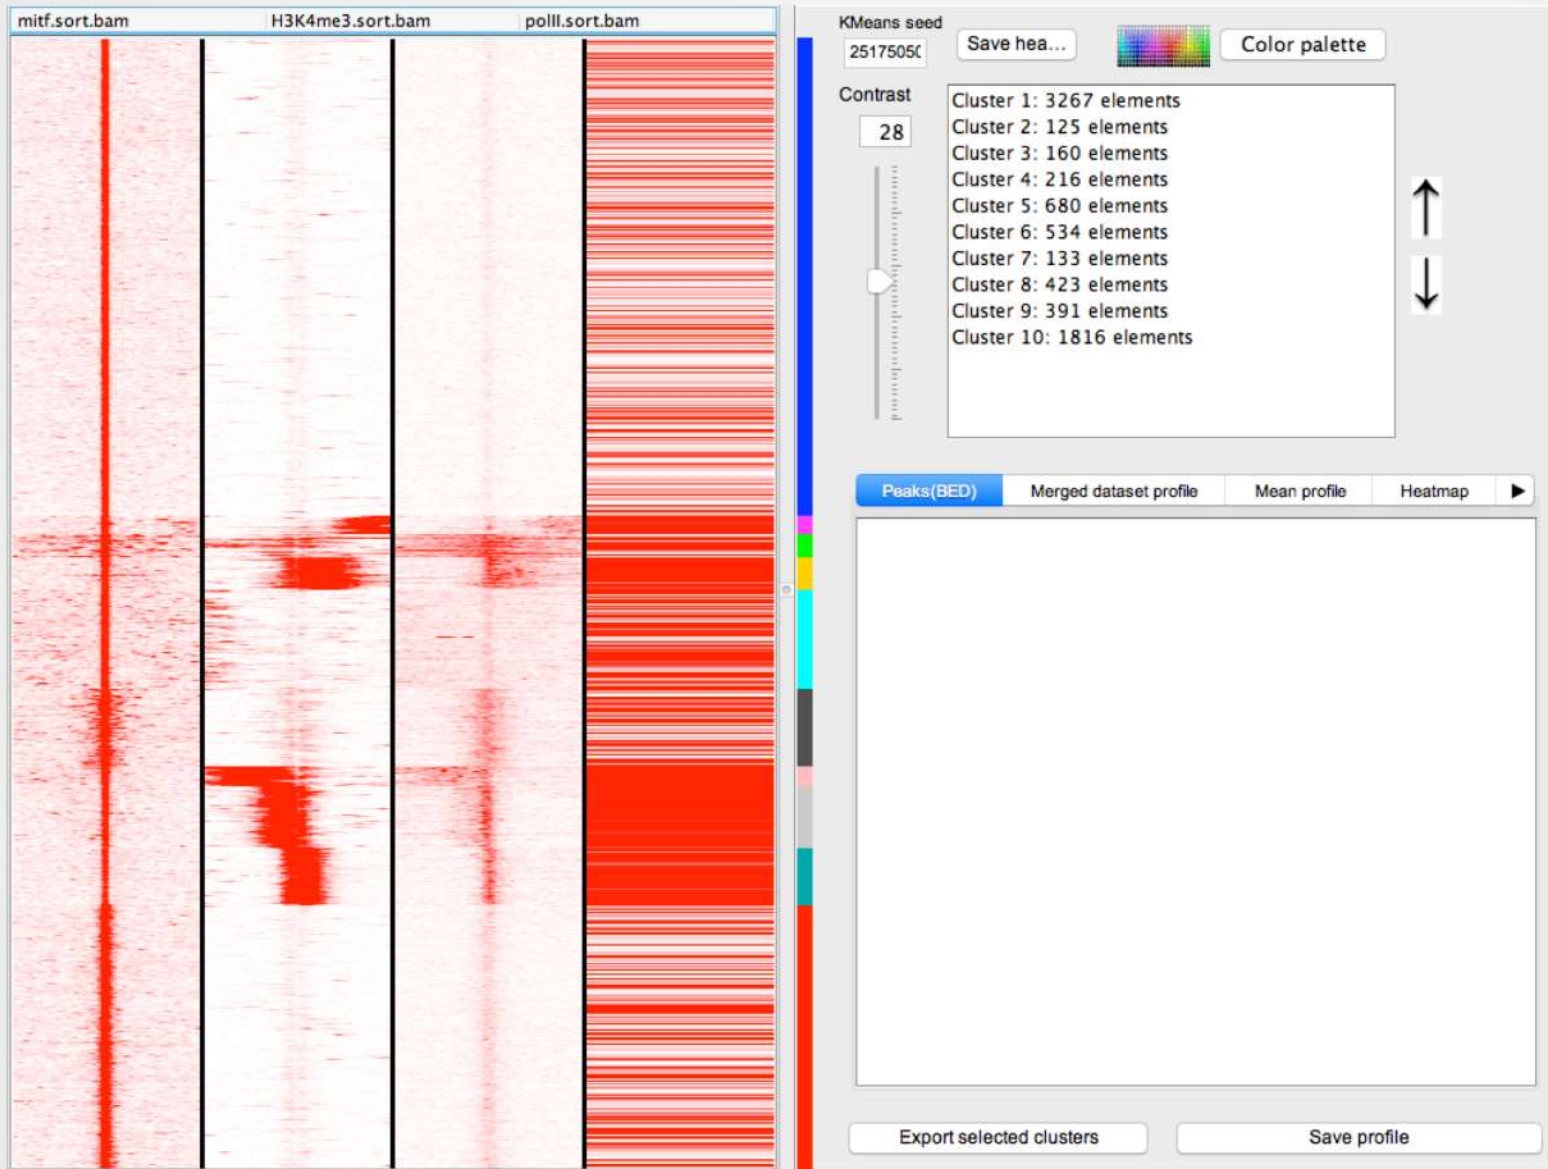 mitf.sort.bam H3K4me3.sort.bam polII.sort.bam
KMeans seed
Save hea... Color palette
Contrast
28
Cluster 1: 3267 elements
Cluster 2: 125 elements
Cluster 3: 160 elements
Cluster 4: 216 elements
Cluster 5: 680 elements
Cluster 6: 534 elements
Cluster 7: 133 elements
Cluster 8: 423 elements
Cluster 9: 391 elements
Cluster 10: 1816 elements
Peaks(BED) Merged dataset profile Mean profile Heatmap
Export selected clusters Save profile